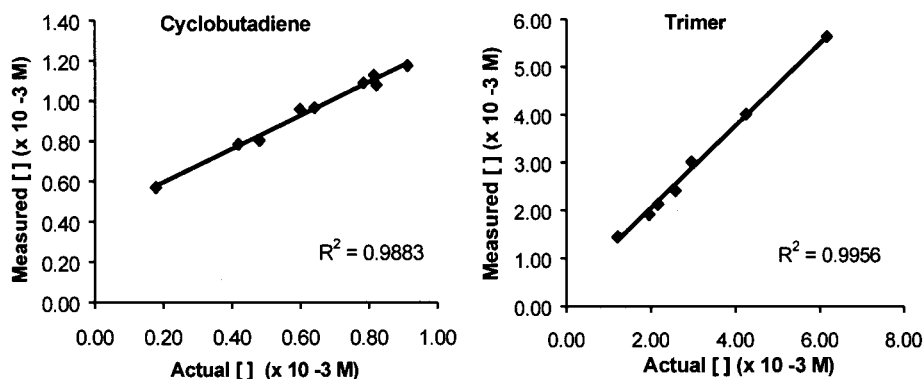 Cyclobutadiene
Measured [ ] (x 10 -3 M)
1.40
1.20
1.00
0.80
0.60
0.40
0.20
0.00
R² = 0.9883
0.00 0.20 0.40 0.60 0.80 1.00
Actual [ ] (x 10 -3 M)
Trimer
Measured [ ] (x 10 -3 M)
6.00
5.00
4.00
3.00
2.00
1.00
0.00
R² = 0.9956
0.00 2.00 4.00 6.00 8.00
Actual [ ] (x 10 -3 M)